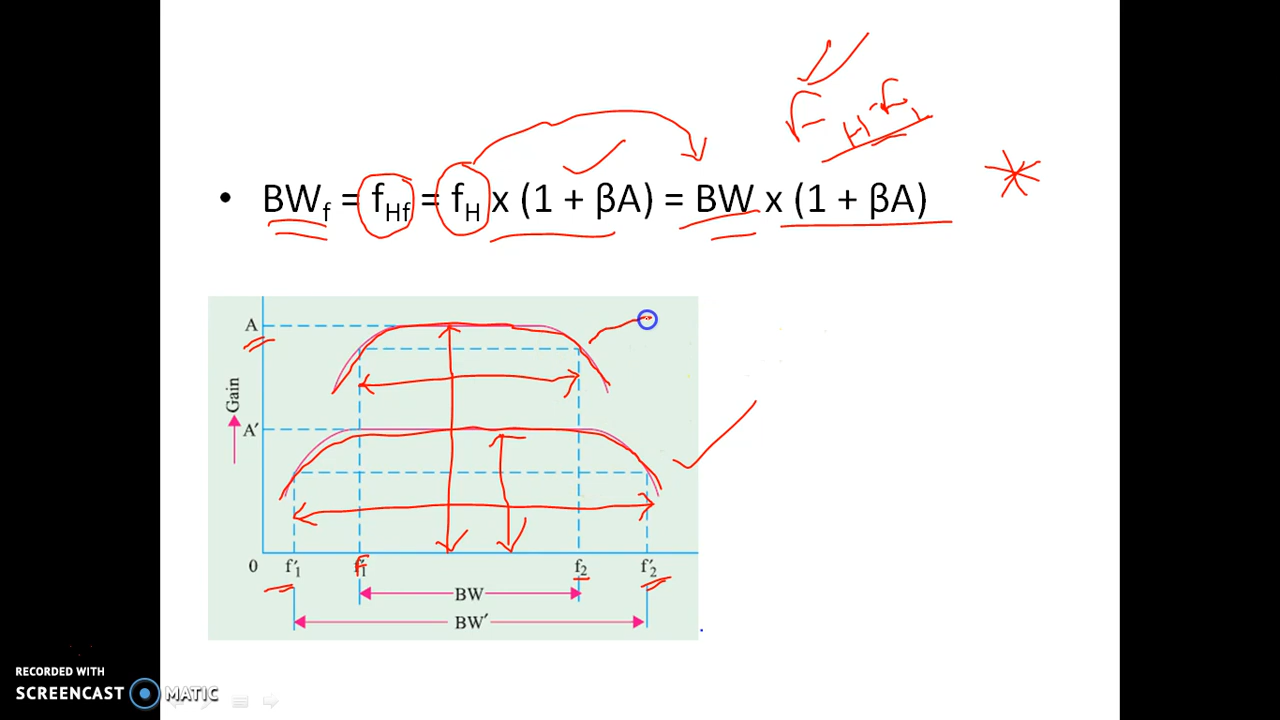 • BWf = fHf = fH x (1 + βA) = BW x (1 + βA)
A
Gain
A′
0 f′1 f1 f2 f′2
BW
BW′
RECORDED WITH
SCREENCAST MATIC